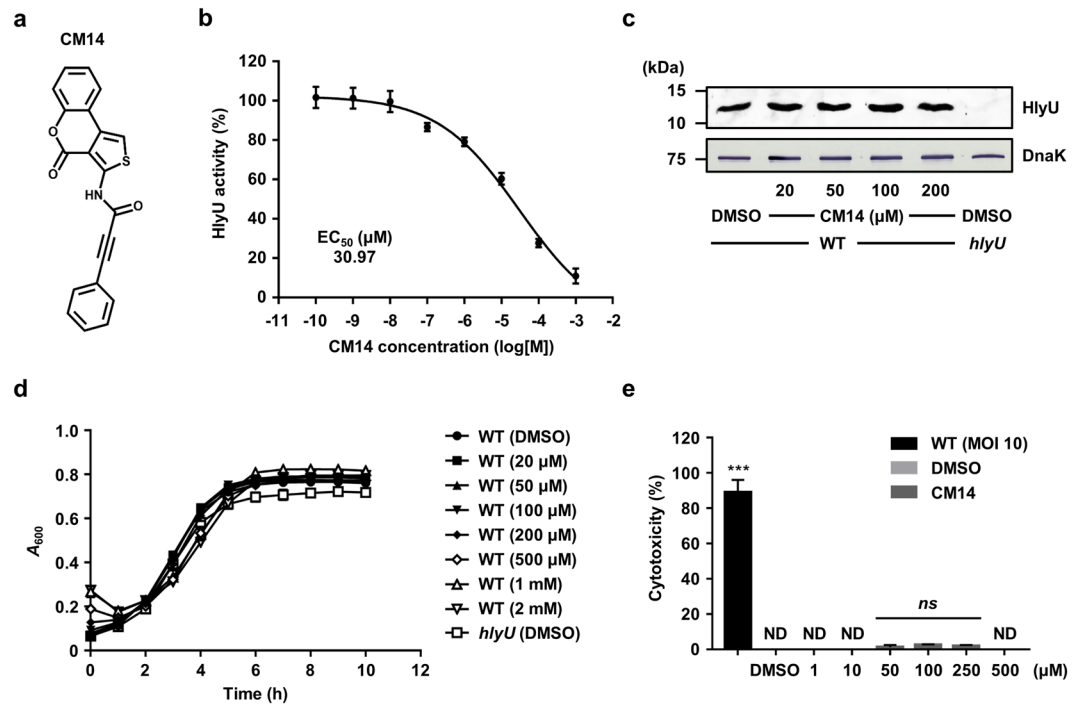 a
CM14
O
O
S
HN
O
b
120
100
80
60
40
20
0
HlyU activity (%)
EC50 (µM)
30.97
-11 -10 -9 -8 -7 -6 -5 -4 -3 -2
CM14 concentration (log[M])
c
(kDa)
15
10
HlyU
75
DnaK
20 50 100 200
DMSO CM14 (µM) DMSO
WT hlyU
d
1.0
0.8
0.6
0.4
0.2
0
A600
0 2 4 6 8 10 12
Time (h)
WT (DMSO)
WT (20 µM)
WT (50 µM)
WT (100 µM)
WT (200 µM)
WT (500 µM)
WT (1 mM)
WT (2 mM)
hlyU (DMSO)
e
120
100
80
60
40
20
0
Cytotoxicity (%)
WT (MOI 10)
DMSO
CM14
***
ns
ND ND ND ND
DMSO 1 10 50 100 250 500 (µM)